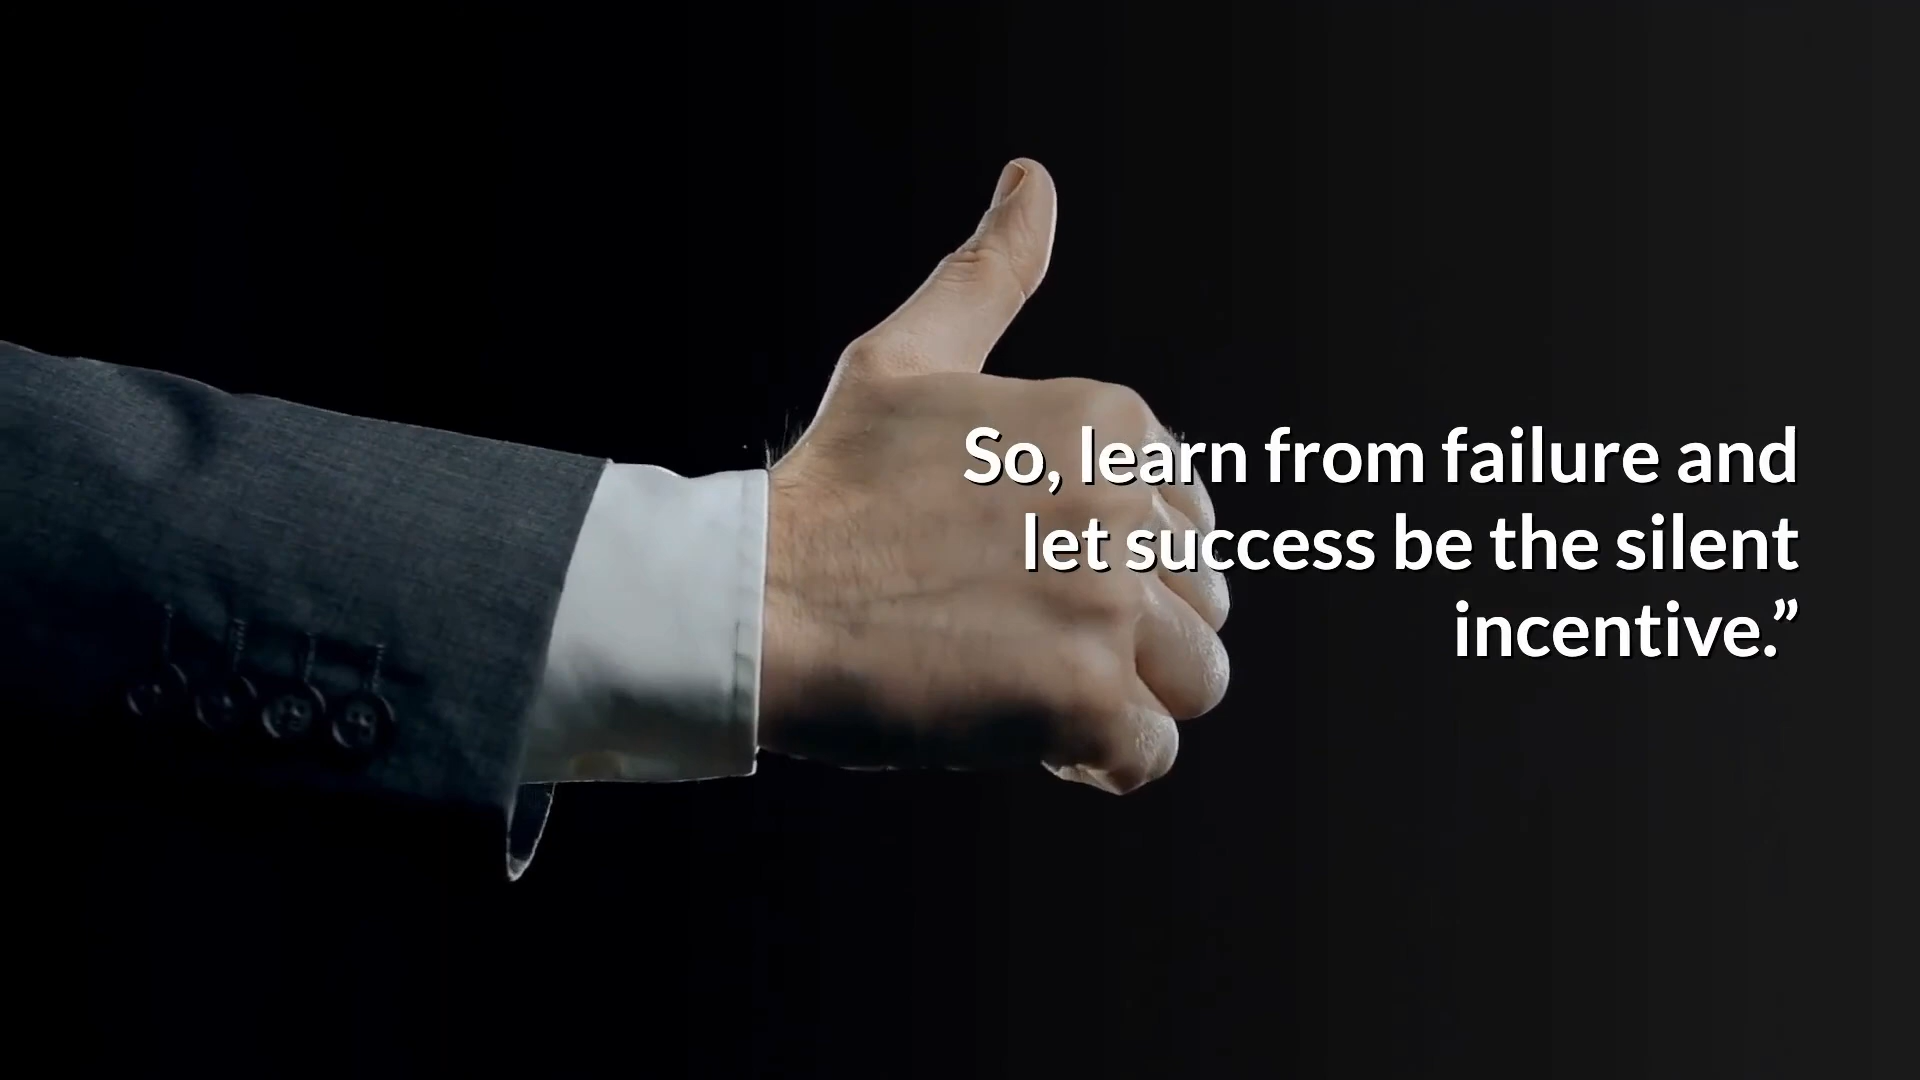 So, learn from failure and
let success be the silent
incentive.”